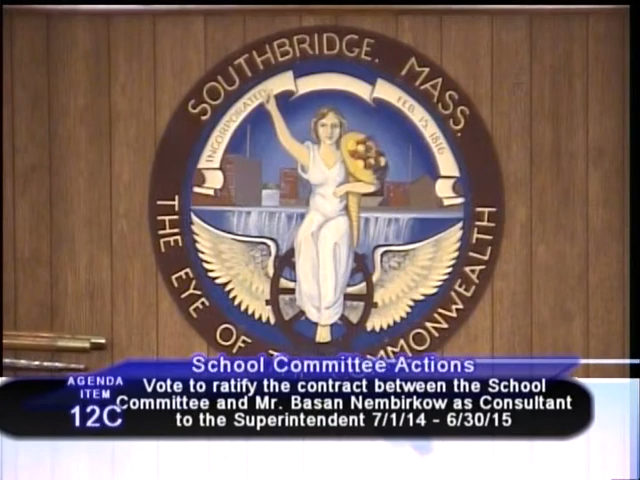 SOUTHBRIDGE. MASS.
INCORPORATED
FEB. 15. 1816
THE EYE OF
COMMONWEALTH
School Committee Actions
AGENDA
ITEM
12C
Vote to ratify the contract between the School
Committee and Mr. Basan Nembirkow as Consultant
to the Superintendent 7/1/14 - 6/30/15